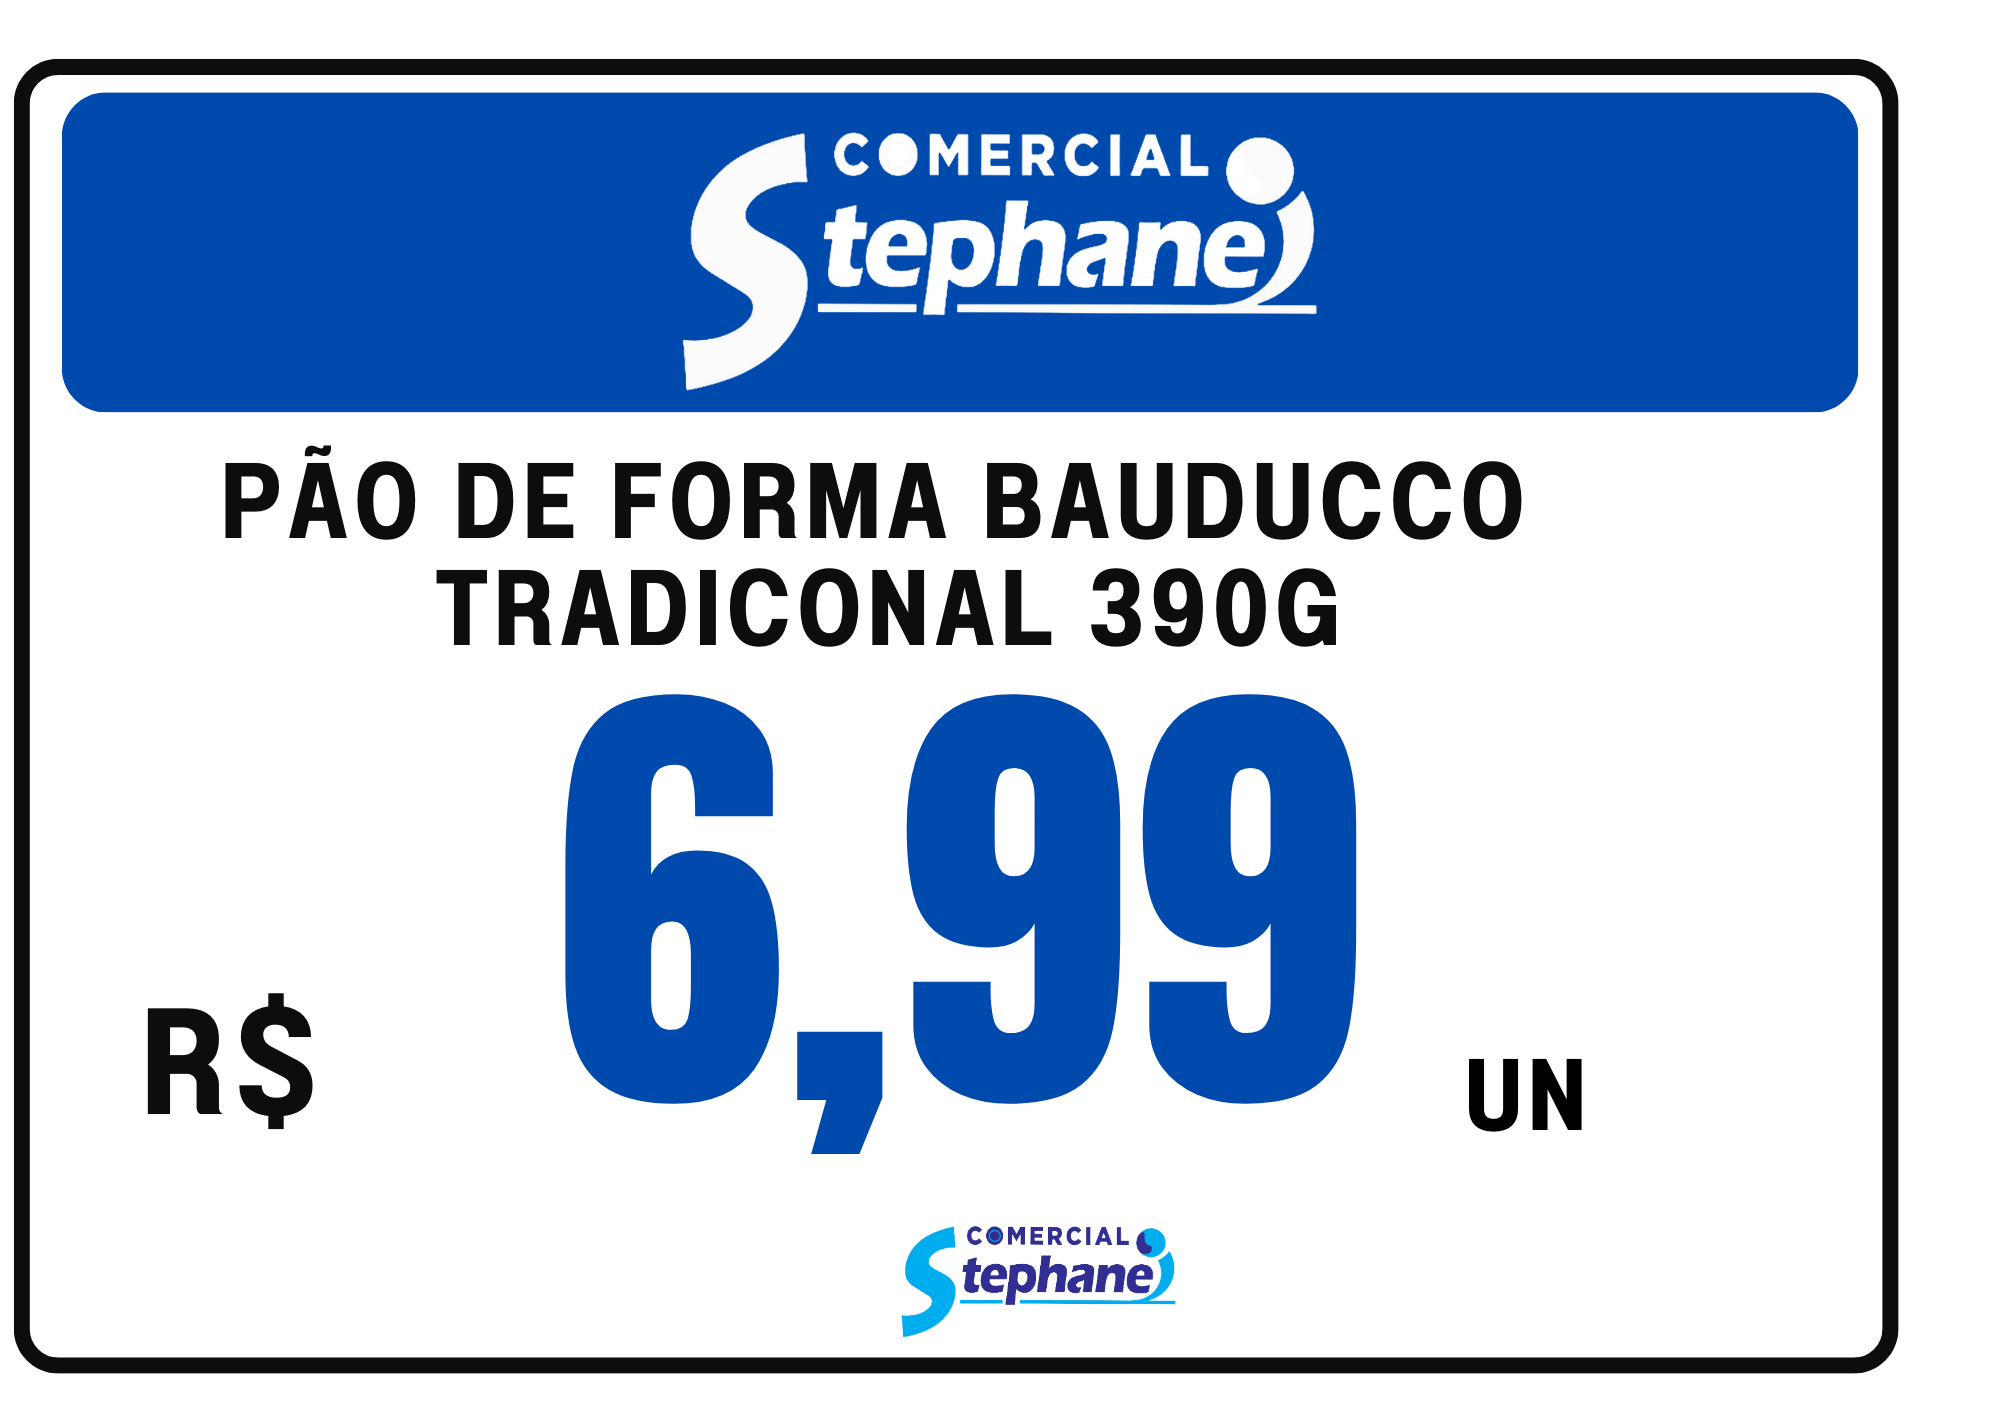 COMERCIAL
Stephane
PÃO DE FORMA BAUDUCCO
TRADICONAL 390G
6,99
R$
UN
COMERCIAL
Stephane